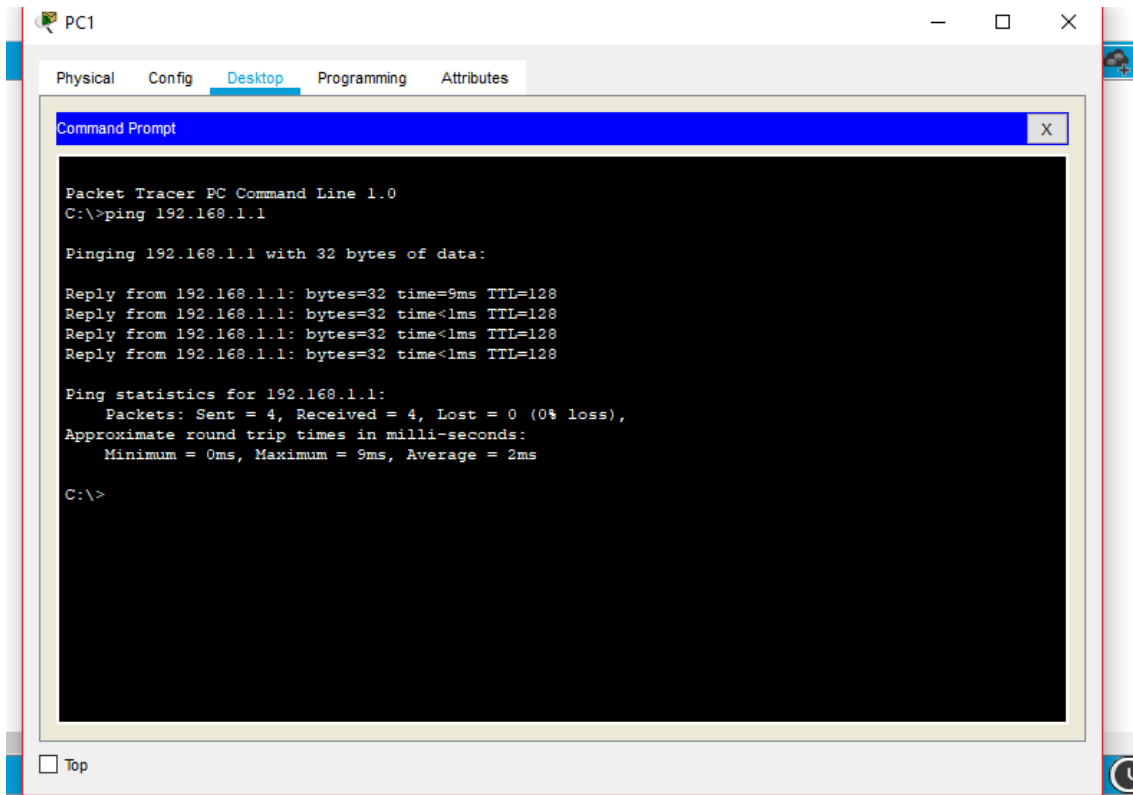 PC1
Physical Config Desktop Programming Attributes
Command Prompt
X
Packet Tracer PC Command Line 1.0
C:\>ping 192.168.1.1
Pinging 192.168.1.1 with 32 bytes of data:
Reply from 192.168.1.1: bytes=32 time=9ms TTL=128
Reply from 192.168.1.1: bytes=32 time<1ms TTL=128
Reply from 192.168.1.1: bytes=32 time<1ms TTL=128
Reply from 192.168.1.1: bytes=32 time<1ms TTL=128
Ping statistics for 192.168.1.1:
Packets: Sent = 4, Received = 4, Lost = 0 (0% loss),
Approximate round trip times in milli-seconds:
Minimum = 0ms, Maximum = 9ms, Average = 2ms
C:\>
Top